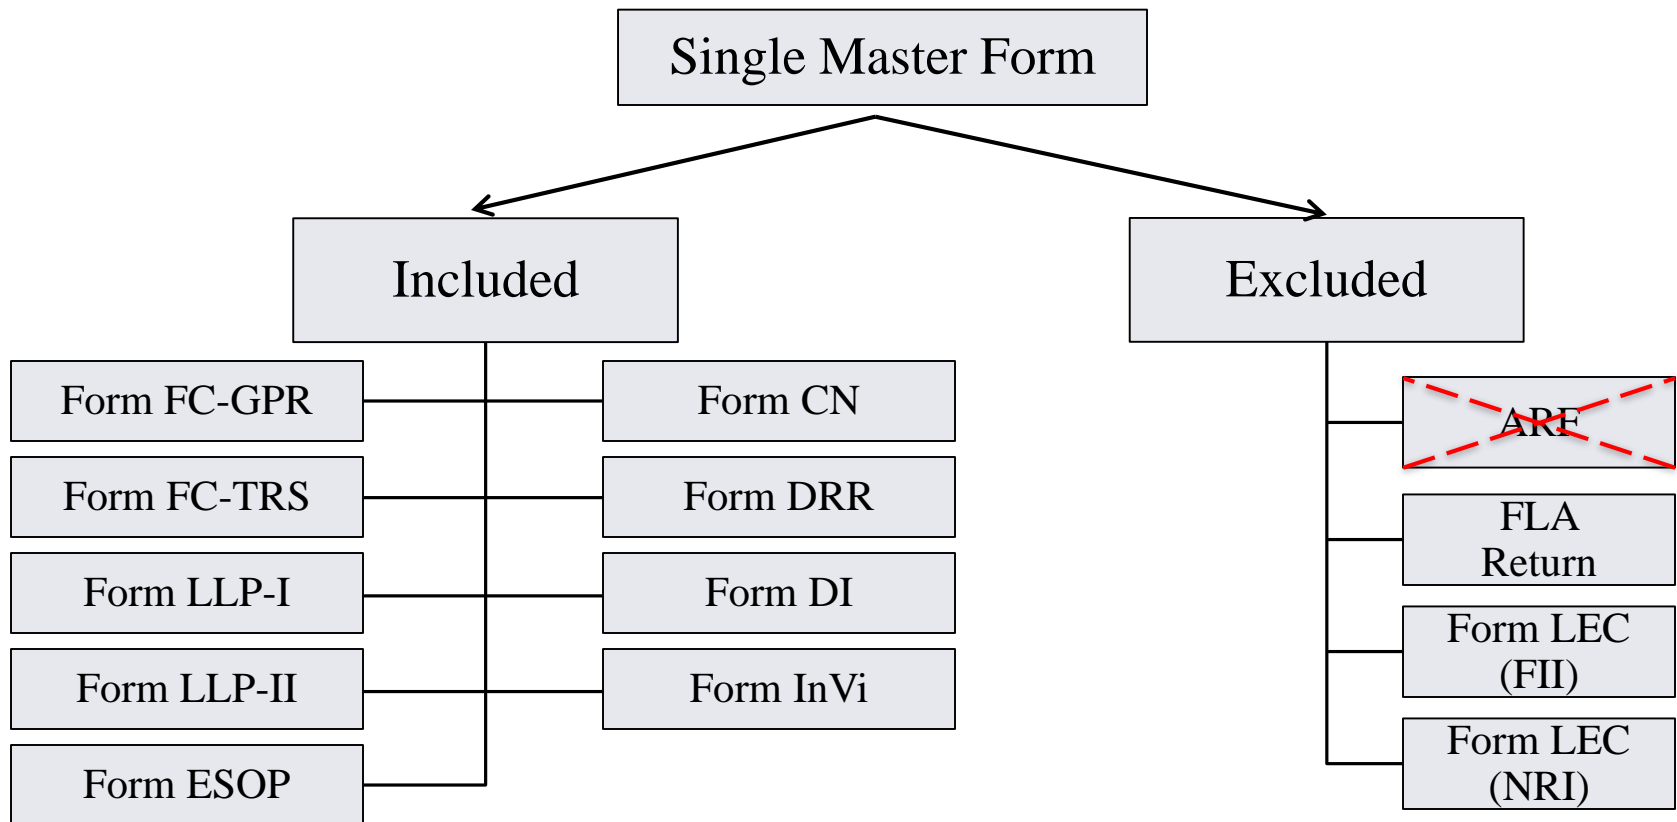 Single Master Form
Included
Excluded
Form FC-GPR
Form CN
Form FC-TRS
Form DRR
Form LLP-I
Form DI
Form LLP-II
Form InVi
Form ESOP
ARF
FLA
Return
Form LEC
(FII)
Form LEC
(NRI)